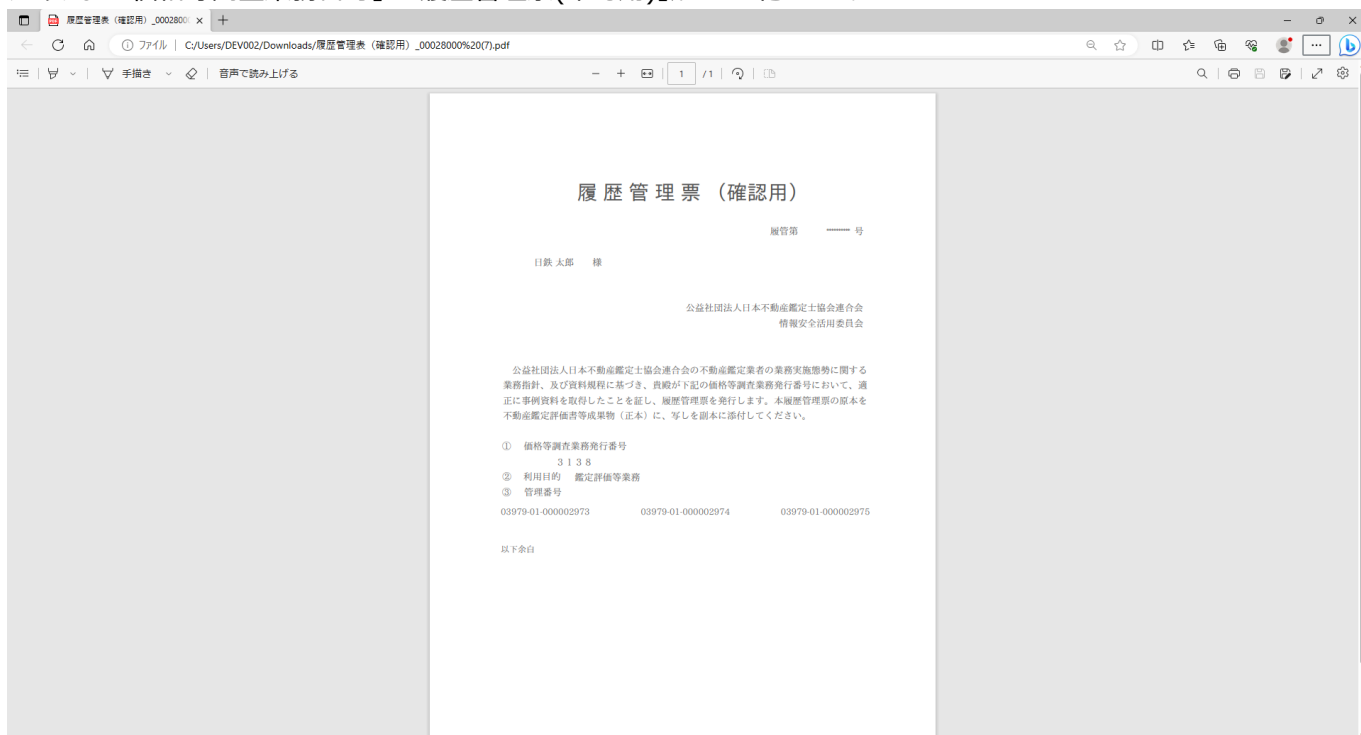 履歴管理表（確認用）_0002800
ファイル | C:/Users/DEV002/Downloads/履歴管理表（確認用）_00028000%20(7).pdf
手描き 音声で読み上げる 1 /1
履歴管理票（確認用）
履管第 ******** 号
日鉄 太郎 様
公益社団法人日本不動産鑑定士協会連合会
情報安全活用委員会
公益社団法人日本不動産鑑定士協会連合会の不動産鑑定業者の業務実施態勢に関する
業務指針、及び資料規程に基づき、貴殿が下記の価格等調査業務発行番号において、適
正に事例資料を取得したことを証し、履歴管理票を発行します。本履歴管理票の原本を
不動産鑑定評価書等成果物（正本）に、写しを副本に添付してください。
① 価格等調査業務発行番号
３１３８
② 利用目的 鑑定評価等業務
③ 管理番号
03979-01-000002973 03979-01-000002974 03979-01-000002975
以下余白